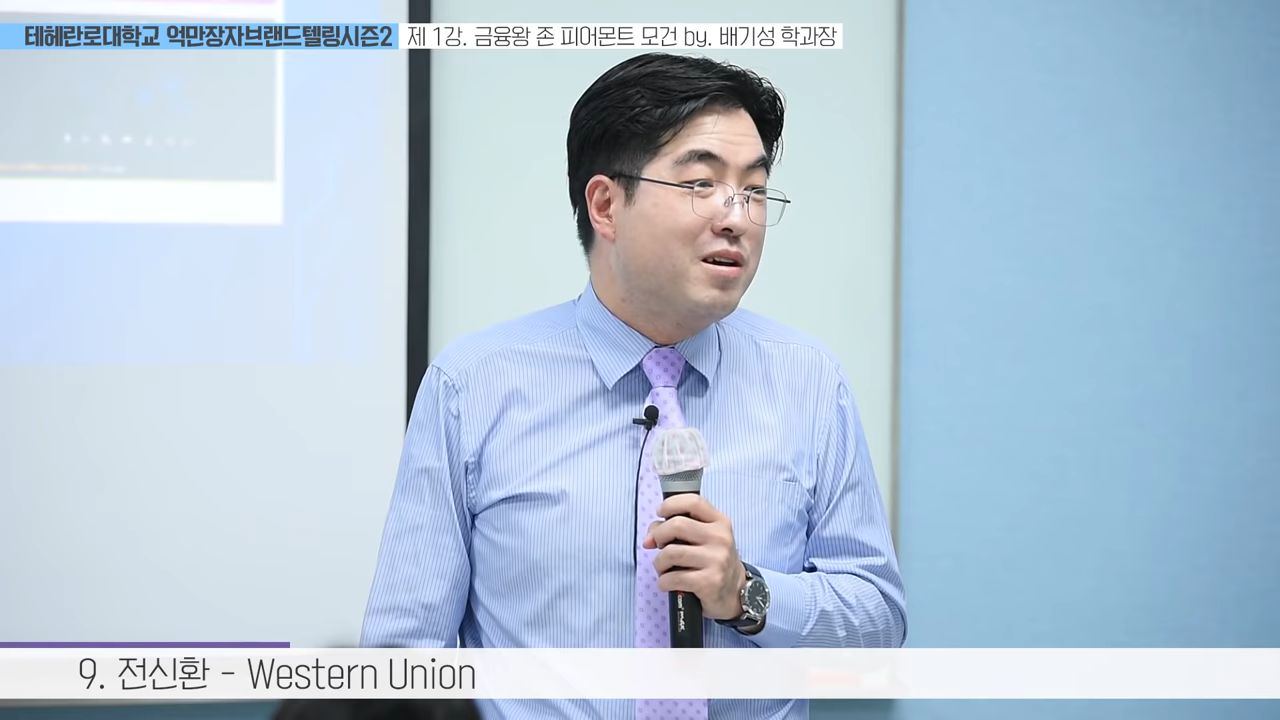 테헤란로대학교 억만장자브랜드텔링시즌2 제 1강. 금융왕 존 피어몬트 모건 by. 배기성 학과장
9. 전신환 - Western Union